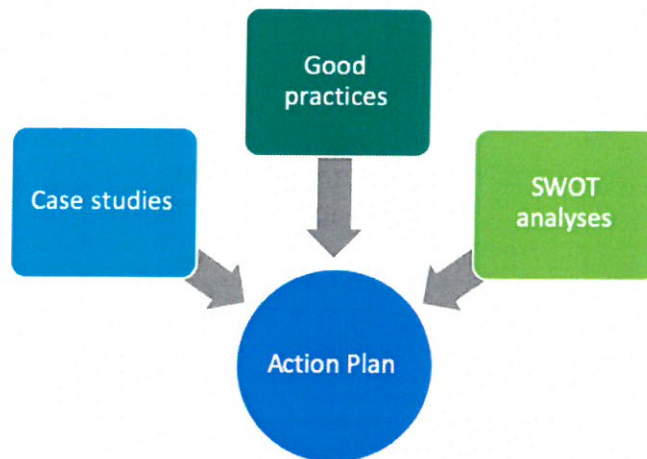 Good
practices
Case studies
SWOT
analyses
Action Plan